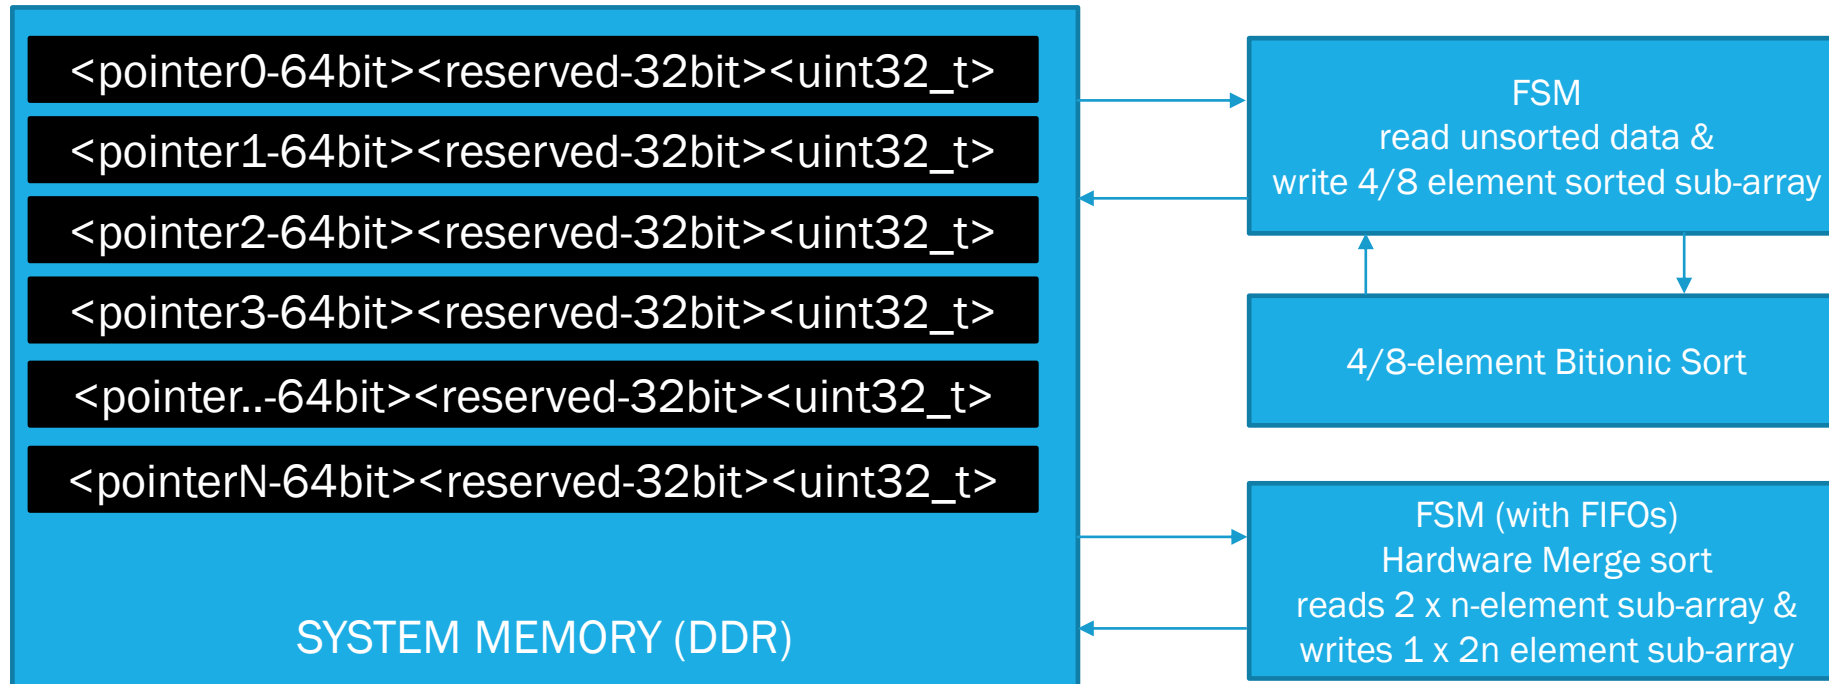 <pointer0-64bit><reserved-32bit><uint32_t>
<pointer1-64bit><reserved-32bit><uint32_t>
<pointer2-64bit><reserved-32bit><uint32_t>
<pointer3-64bit><reserved-32bit><uint32_t>
<pointer..-64bit><reserved-32bit><uint32_t>
<pointerN-64bit><reserved-32bit><uint32_t>
SYSTEM MEMORY (DDR)
FSM
read unsorted data &
write 4/8 element sorted sub-array
4/8-element Bitionic Sort
FSM (with FIFOs)
Hardware Merge sort
reads 2 x n-element sub-array &
writes 1 x 2n element sub-array